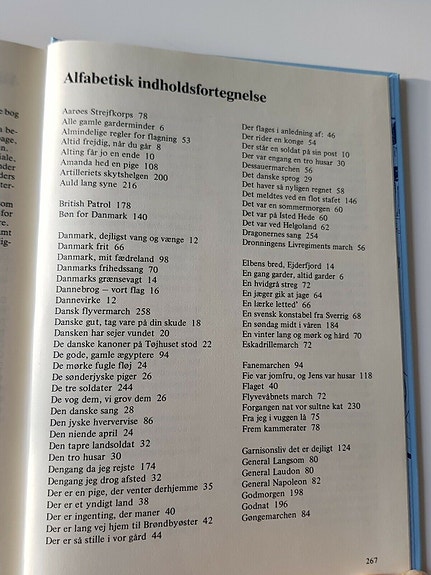 Alfabetisk indholdsfortegnelse
Aarøes Strejfkorps 78
Alle gamle garderminder 6
Almindelige regler for flagning 53
Altid frejdig, når du går 8
Alting får jo en ende 10
Amanda hed en pige 108
Artilleriets skytshelgen 200
Auld lang syne 216
British Patrol 178
Bøn for Danmark 140
Danmark, dejligst vang og vænge 12
Danmark frit 66
Danmark, mit fædreland 98
Danmarks frihedssang 70
Danmarks grænsevagt 14
Dannebrog – vort flag 16
Dannevirke 12
Dansk flyvermarch 258
Danske gut, tag vare på din skude 18
Dansken har sejer vundet 20
De danske kanoner på Tøjhuset stod 22
De gode, gamle ægyptere 94
De mørke fugle fløj 24
De sønderjyske piger 26
De tre soldater 244
De vog dem, vi grov dem 26
Den danske sang 28
Den jyske hvervevise 86
Den niende april 24
Den tapre landsoldat 32
Den tro husar 30
Dengang da jeg rejste 174
Dengang jeg drog afsted 32
Der er en pige, der venter derhjemme 35
Der er et yndigt land 38
Der er ingenting, der maner 40
Der er lang vej hjem til Brøndbyøster 42
Der er så stille i vor gård 44
Der flages i anledning af: 46
Der rider en konge 54
Der står en soldat på sin post 10
Der var engang en tro husar 30
Dessauermarchen 56
Det danske sprog 29
Det haver så nyligen regnet 58
Det meldtes ved en flot stafet 146
Det var en sommermorgen 60
Det var på Isted Hede 60
Det var ved Helgoland 62
Dragonernes sang 254
Dronningens Livregiments march 56
Elbens bred, Ejderfjord 14
En gang garder, altid garder 6
En hvidgrå streg 72
En jæger gik at jage 64
En lærke letted' 66
En svensk konstabel fra Sverrig 68
En søndag midt i våren 184
En vinter lang og mørk og hård 70
Eskadrillemarch 72
Fanemarchen 94
Fie var jomfru, og Jens var husar 118
Flaget 40
Flyvevåbnets march 72
Forgangen nat vor sultne kat 230
Fra jeg i vuggen lå 75
Frem kammerater 78
Garnisonsliv det er dejligt 124
General Langsom 80
General Laudon 80
General Napoleon 82
Godmorgen 198
Godnat 196
Gøngemarchen 84
267